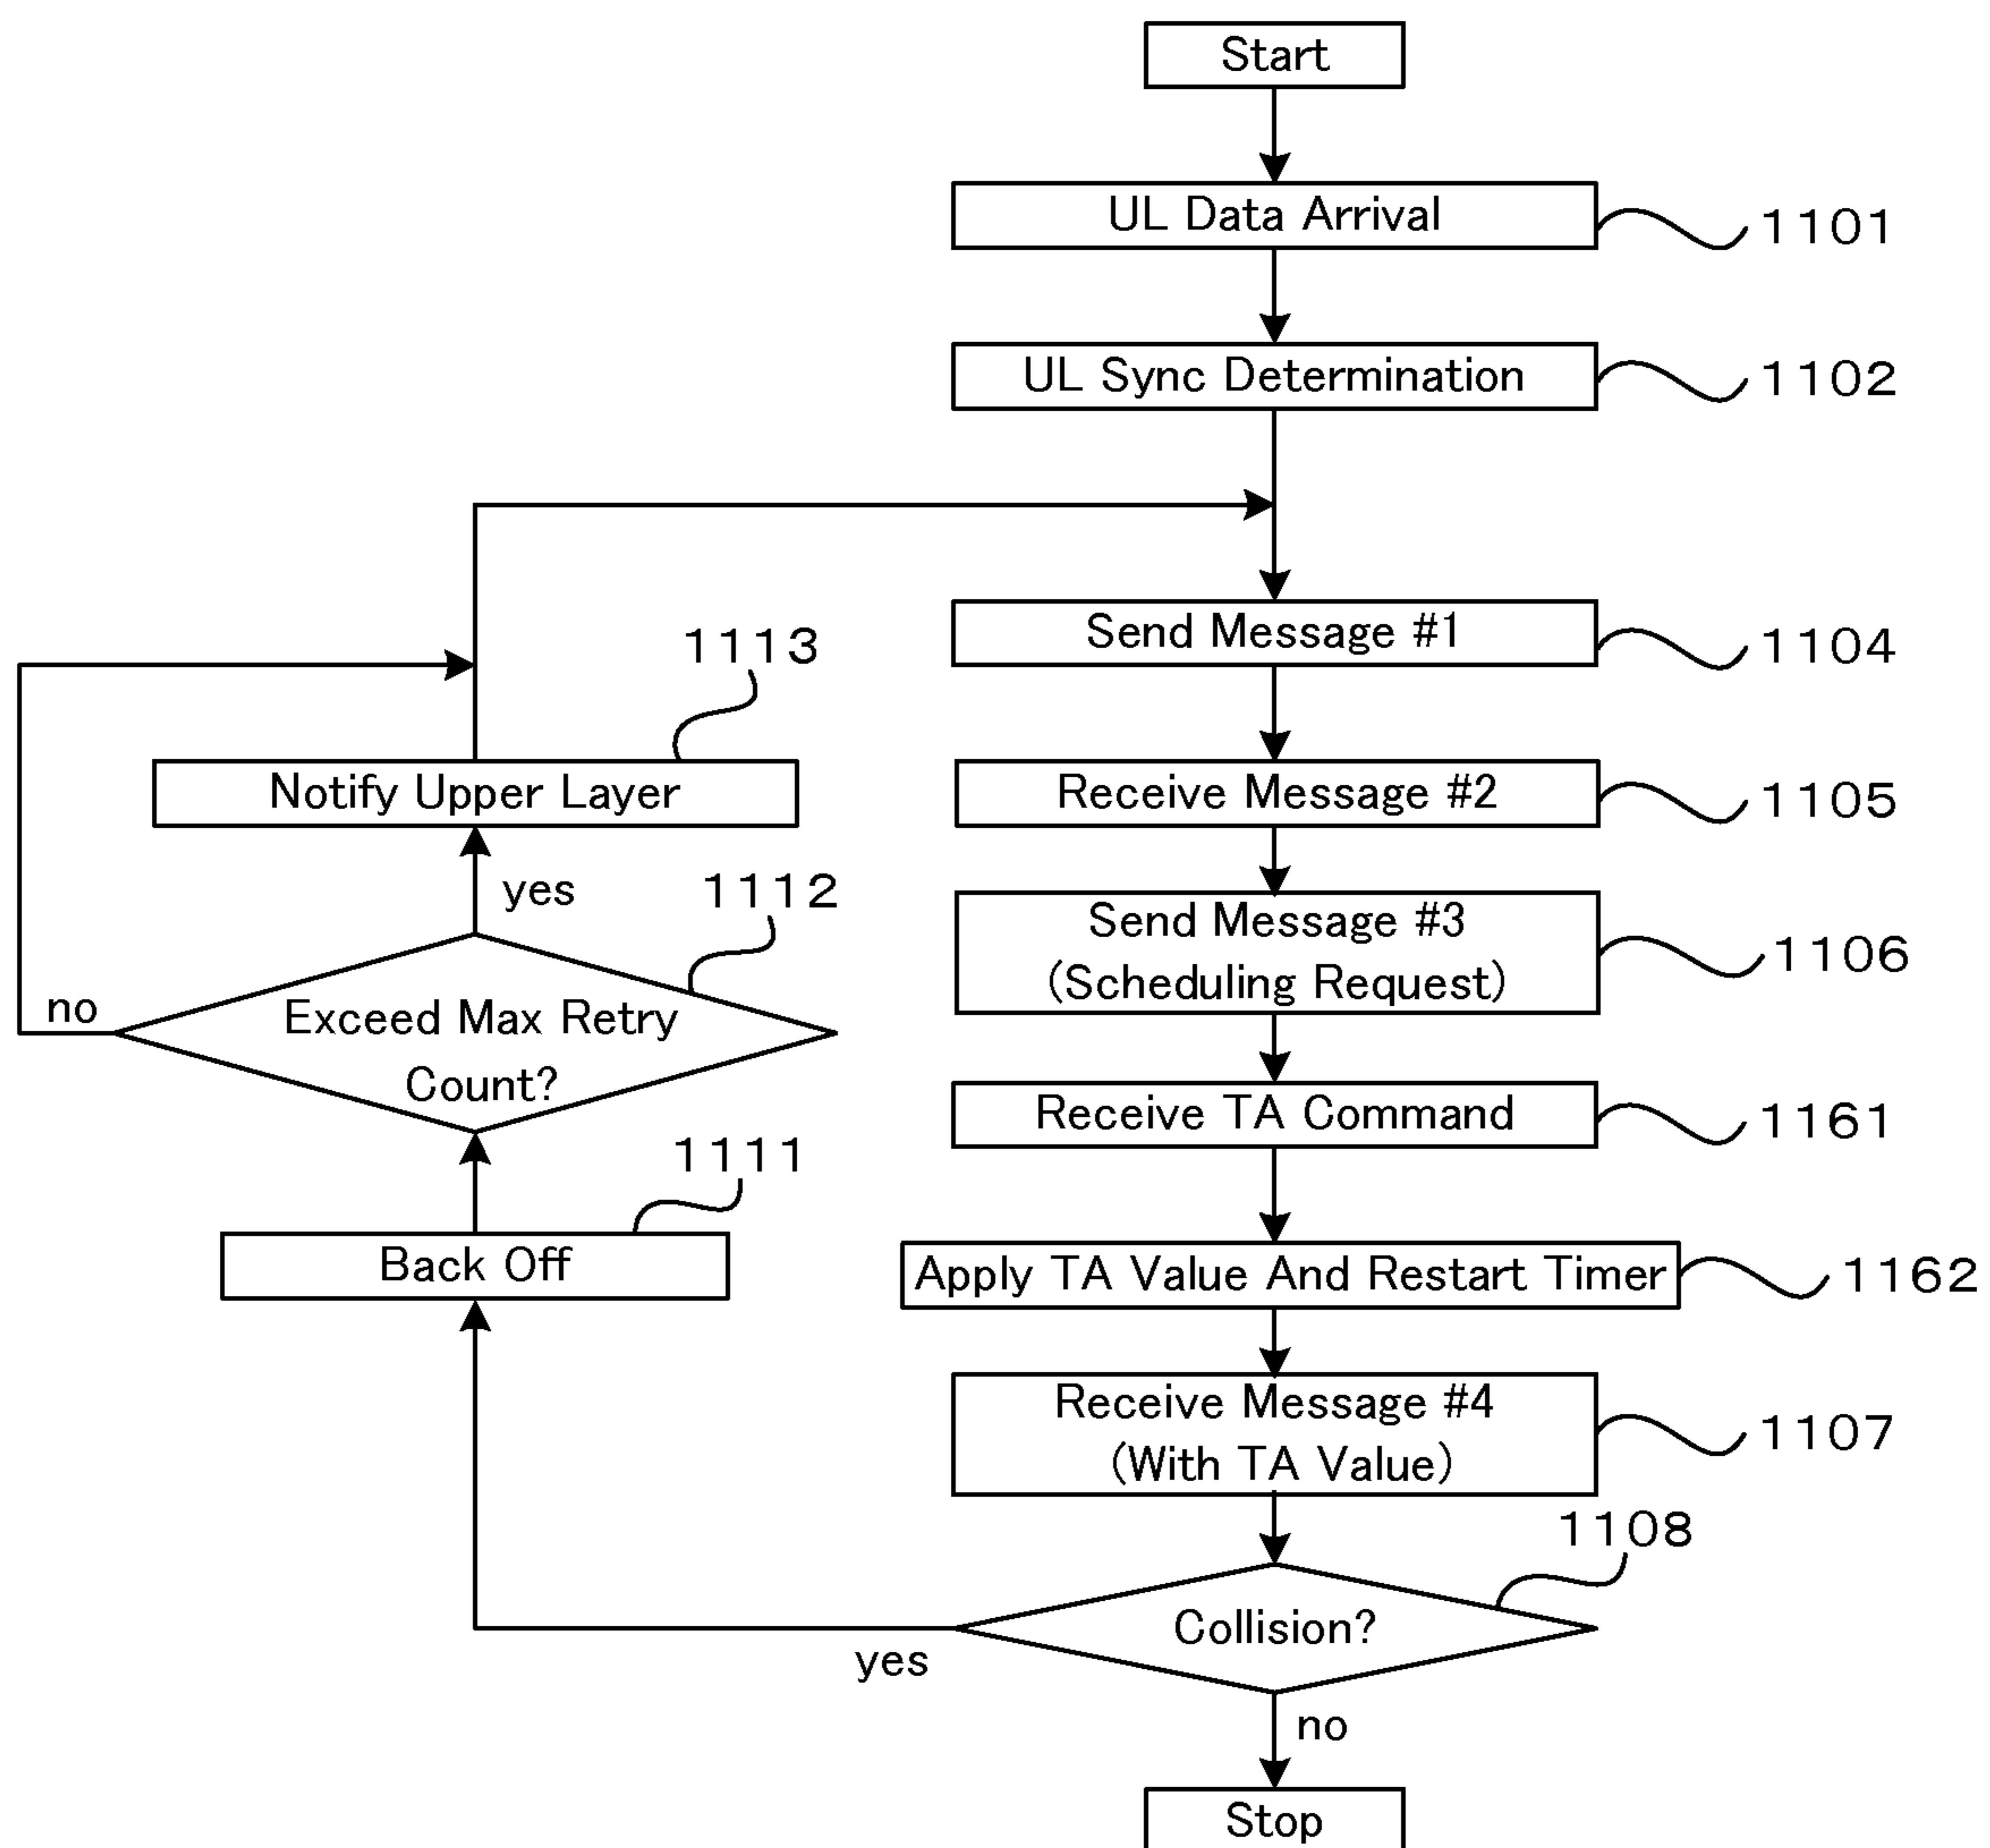 Start
UL Data Arrival
1101
UL Sync Determination
1102
Send Message #1
1104
1113
Notify Upper Layer
Receive Message #2
1105
yes
1112
Send Message #3
(Scheduling Request)
1106
no
Exceed Max Retry
Count?
Receive TA Command
1161
1111
Back Off
Apply TA Value And Restart Timer
1162
Receive Message #4
(With TA Value)
1107
1108
Collision?
yes
no
Stop